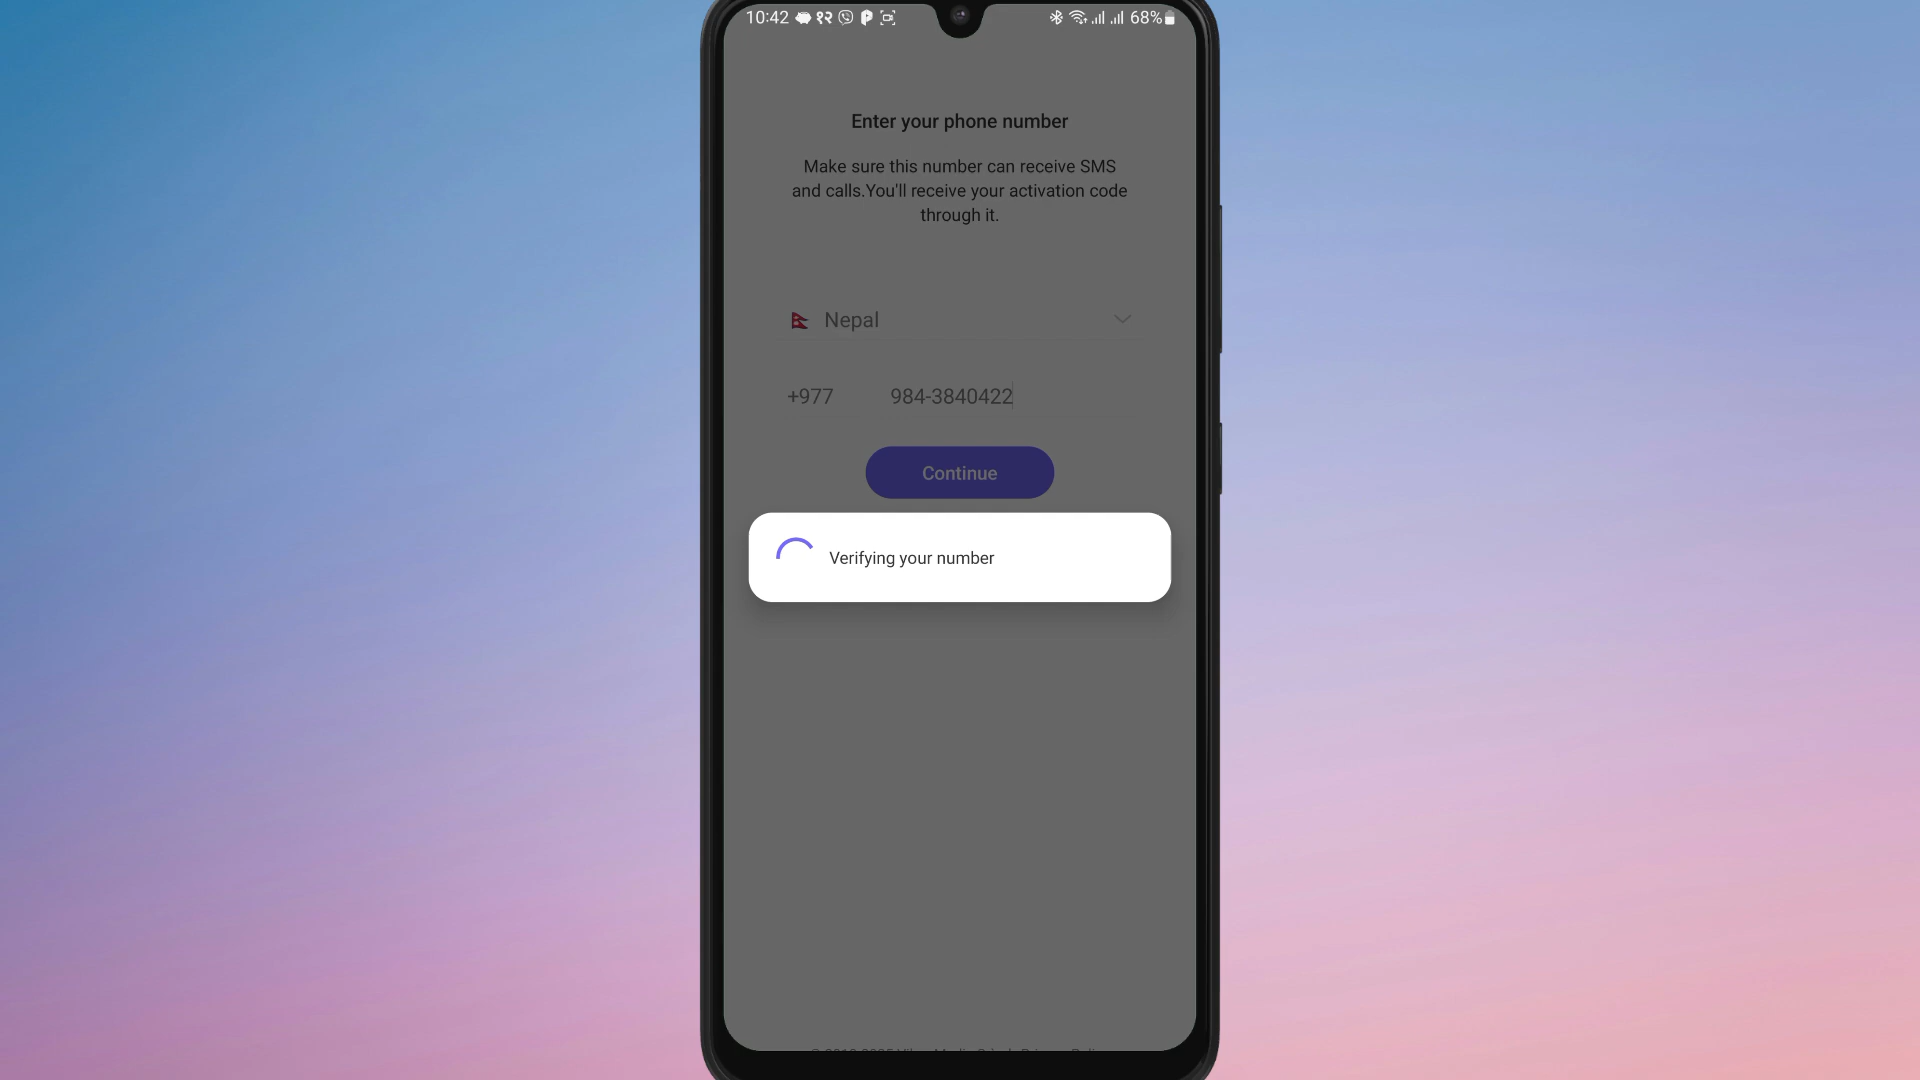 10:42 १२ 68%
Enter your phone number
Make sure this number can receive SMS
and calls.You'll receive your activation code
through it.
Nepal
+977 984-3840422
Continue
Verifying your number